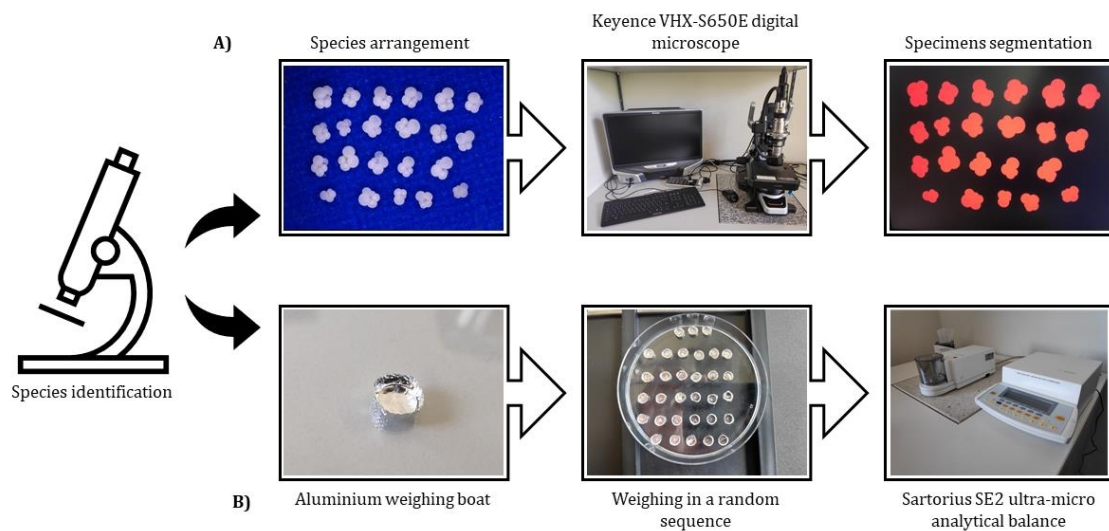 A)
Species arrangement
Keyence VHX-S650E digital
microscope
Specimens segmentation
Species identification
B)
Aluminium weighing boat
Weighing in a random
sequence
Sartorius SE2 ultra-micro
analytical balance